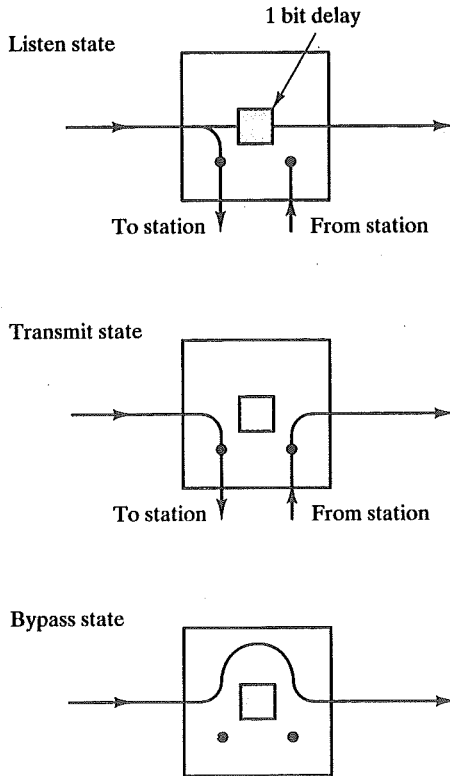 1 bit delay
Listen state
To station
From station
Transmit state
To station
From station
Bypass state